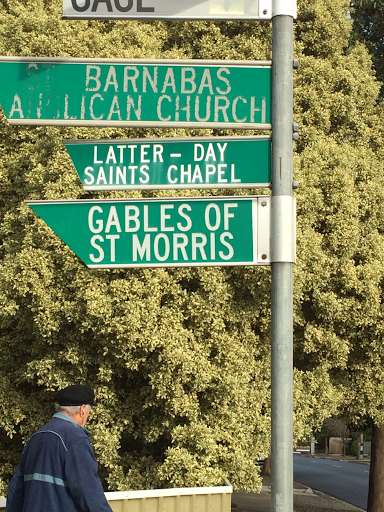 BARNABAS
ANGLICAN CHURCH
LATTER - DAY
SAINTS CHAPEL
GABLES OF
ST MORRIS